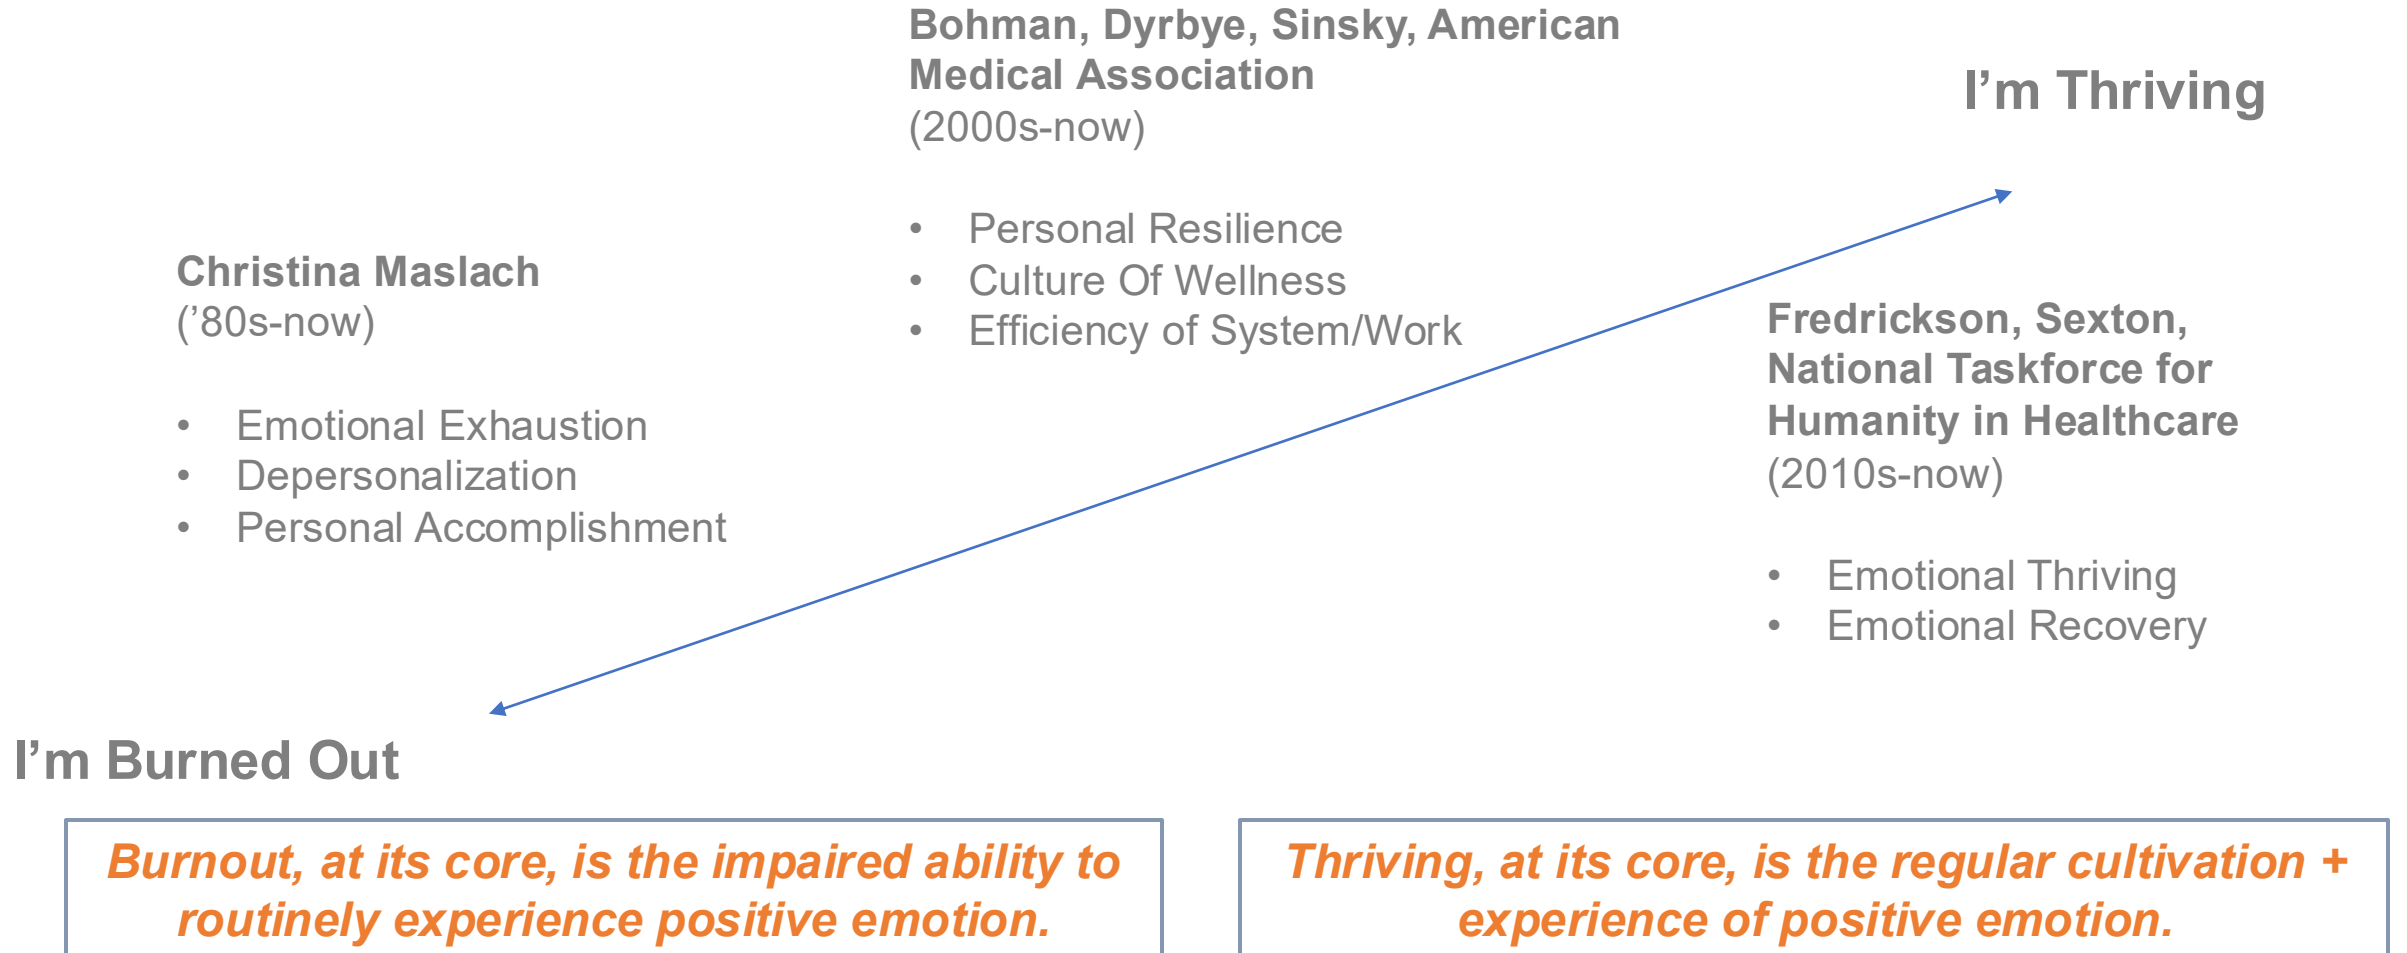 Bohman, Dyrbye, Sinsky, American
Medical Association
(2000s-now)
• Personal Resilience
• Culture Of Wellness
• Efficiency of System/Work
I’m Thriving
Christina Maslach
(’80s-now)
• Emotional Exhaustion
• Depersonalization
• Personal Accomplishment
Fredrickson, Sexton,
National Taskforce for
Humanity in Healthcare
(2010s-now)
• Emotional Thriving
• Emotional Recovery
I’m Burned Out
Burnout, at its core, is the impaired ability to
routinely experience positive emotion.
Thriving, at its core, is the regular cultivation +
experience of positive emotion.